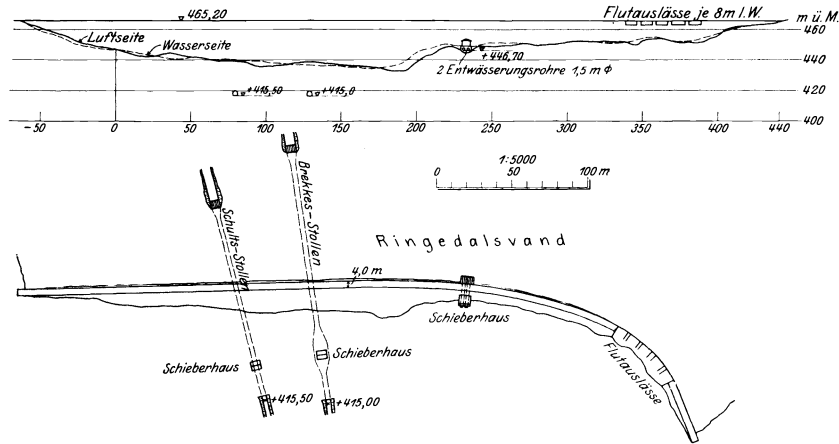 465,20
Flutauslässe je 8m l.W.
m ü. M.
Luftseite
Wasserseite
460
+446,70
440
2 Entwässerungsrohre 1,5 m ϕ
+415,50
+415,0
420
400
-50
0
50
100
150
200
250
300
350
400
440
1:5000
0
50
100 m
Schults-Stollen
Brekkes-Stollen
Ringedalsvand
4,0 m
Schieberhaus
Schieberhaus
Schieberhaus
Flutauslässe
+415,50
+415,00